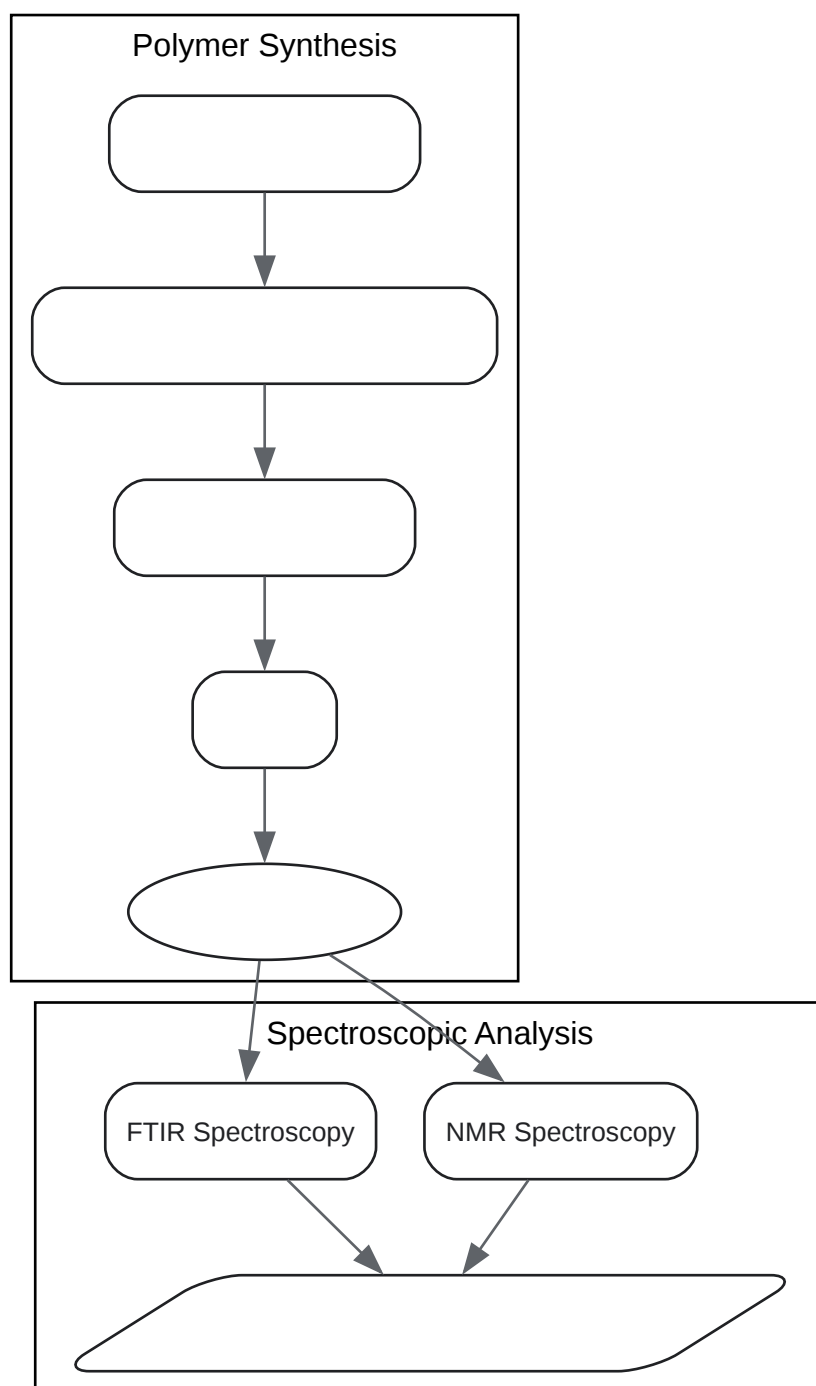 Polymer Synthesis
Spectroscopic Analysis
FTIR Spectroscopy
NMR Spectroscopy